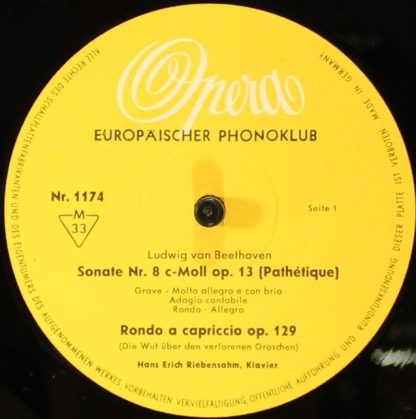 Opera
EUROPÄISCHER PHONOKLUB
Nr. 1174
M
33
Seite 1
Ludwig van Beethoven
Sonate Nr. 8 c-Moll op. 13 (Pathétique)
Grave - Molto allegro e con brio
Adagio cantabile
Rondo - Allegro
Rondo a capriccio op. 129
(Die Wut über den verlorenen Groschen)
Hans Erich Riebensahm, Klavier
ALLE RECHTE DES SCHALLPLATTENFABRIKANTEN UND DES EIGENTÜMERS DES AUFGENOMMENEN WERKES VORBEHALTEN VERVIELFÄLTIGUNG, ÖFFENTLICHE AUFFÜHRUNG UND RUNDFUNKSENDUNG DIESER PLATTE IST VERBOTEN MADE IN GERMANY